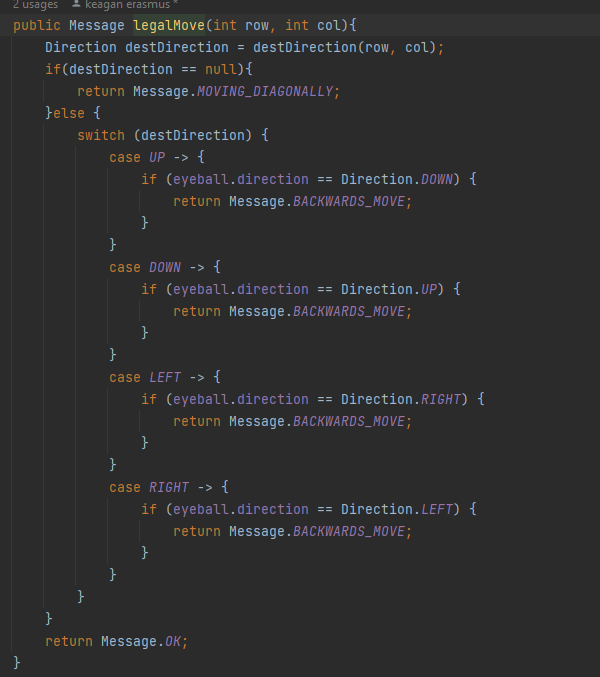 2 usages keagan erasmus *
public Message legalMove(int row, int col){
    Direction destDirection = destDirection(row, col);
    if(destDirection == null){
        return Message.MOVING_DIAGONALLY;
    }else {
        switch (destDirection) {
            case UP -> {
                if (eyeball.direction == Direction.DOWN) {
                    return Message.BACKWARDS_MOVE;
                }
            }
            case DOWN -> {
                if (eyeball.direction == Direction.UP) {
                    return Message.BACKWARDS_MOVE;
                }
            }
            case LEFT -> {
                if (eyeball.direction == Direction.RIGHT) {
                    return Message.BACKWARDS_MOVE;
                }
            }
            case RIGHT -> {
                if (eyeball.direction == Direction.LEFT) {
                    return Message.BACKWARDS_MOVE;
                }
            }
        }
    }
    return Message.OK;
}